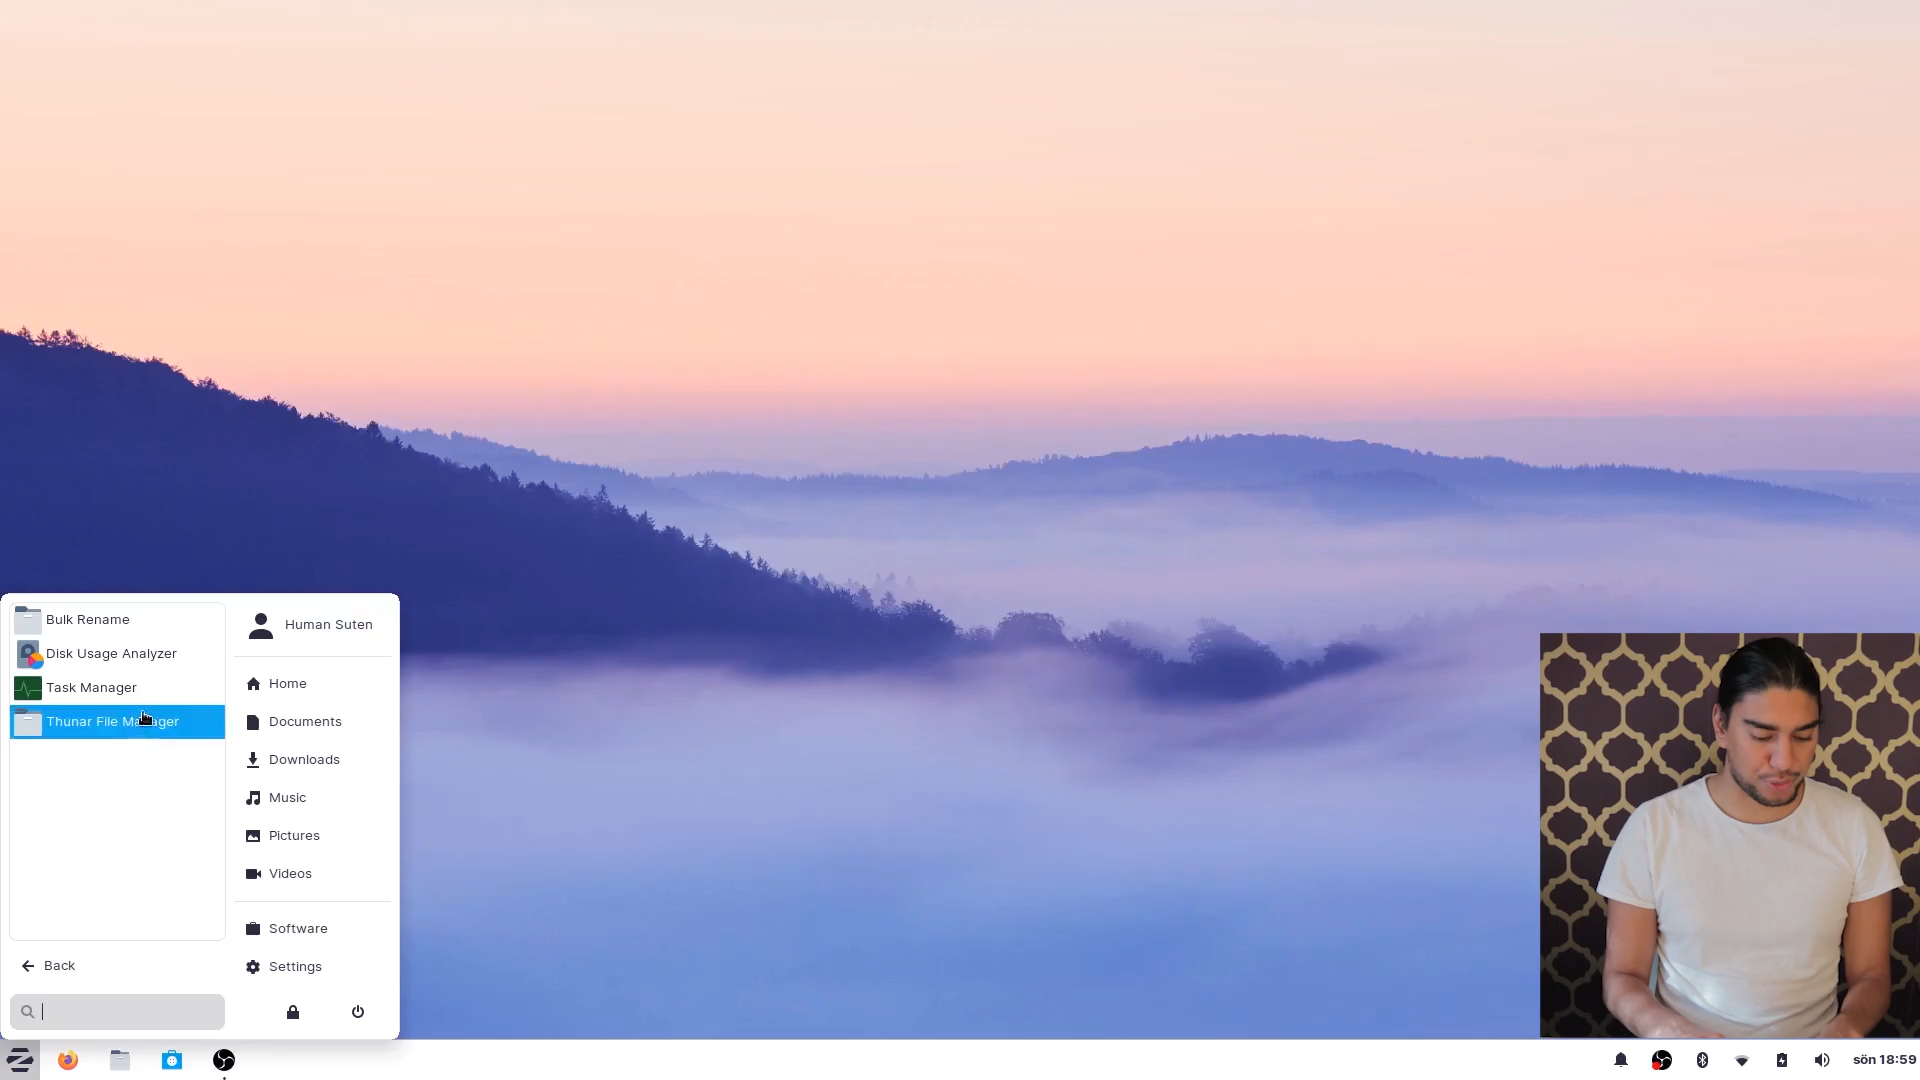 Bulk Rename
Disk Usage Analyzer
Task Manager
Thunar File Manager
Back
Human Suten
Home
Documents
Downloads
Music
Pictures
Videos
Software
Settings
sön 18:59